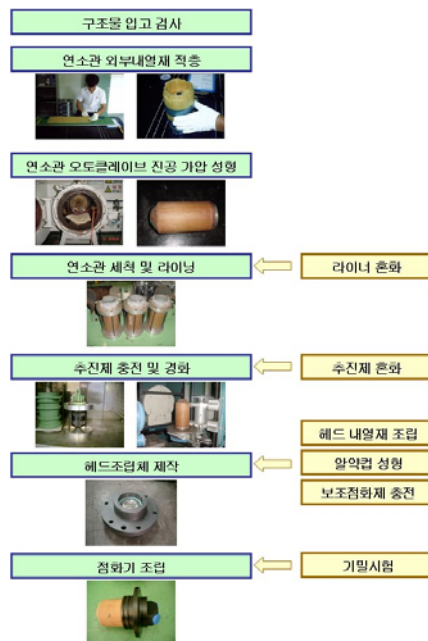 구조물 입고 검사
연소관 외부내열재 적층
연소관 오토클레이브 진공 가압 성형
연소관 세척 및 라이닝
라이너 혼화
추진제 충전 및 경화
추진제 혼화
헤드 내열재 조립
헤드조립체 제작
알약컵 성형
보조점화제 충전
점화기 조립
기밀시험